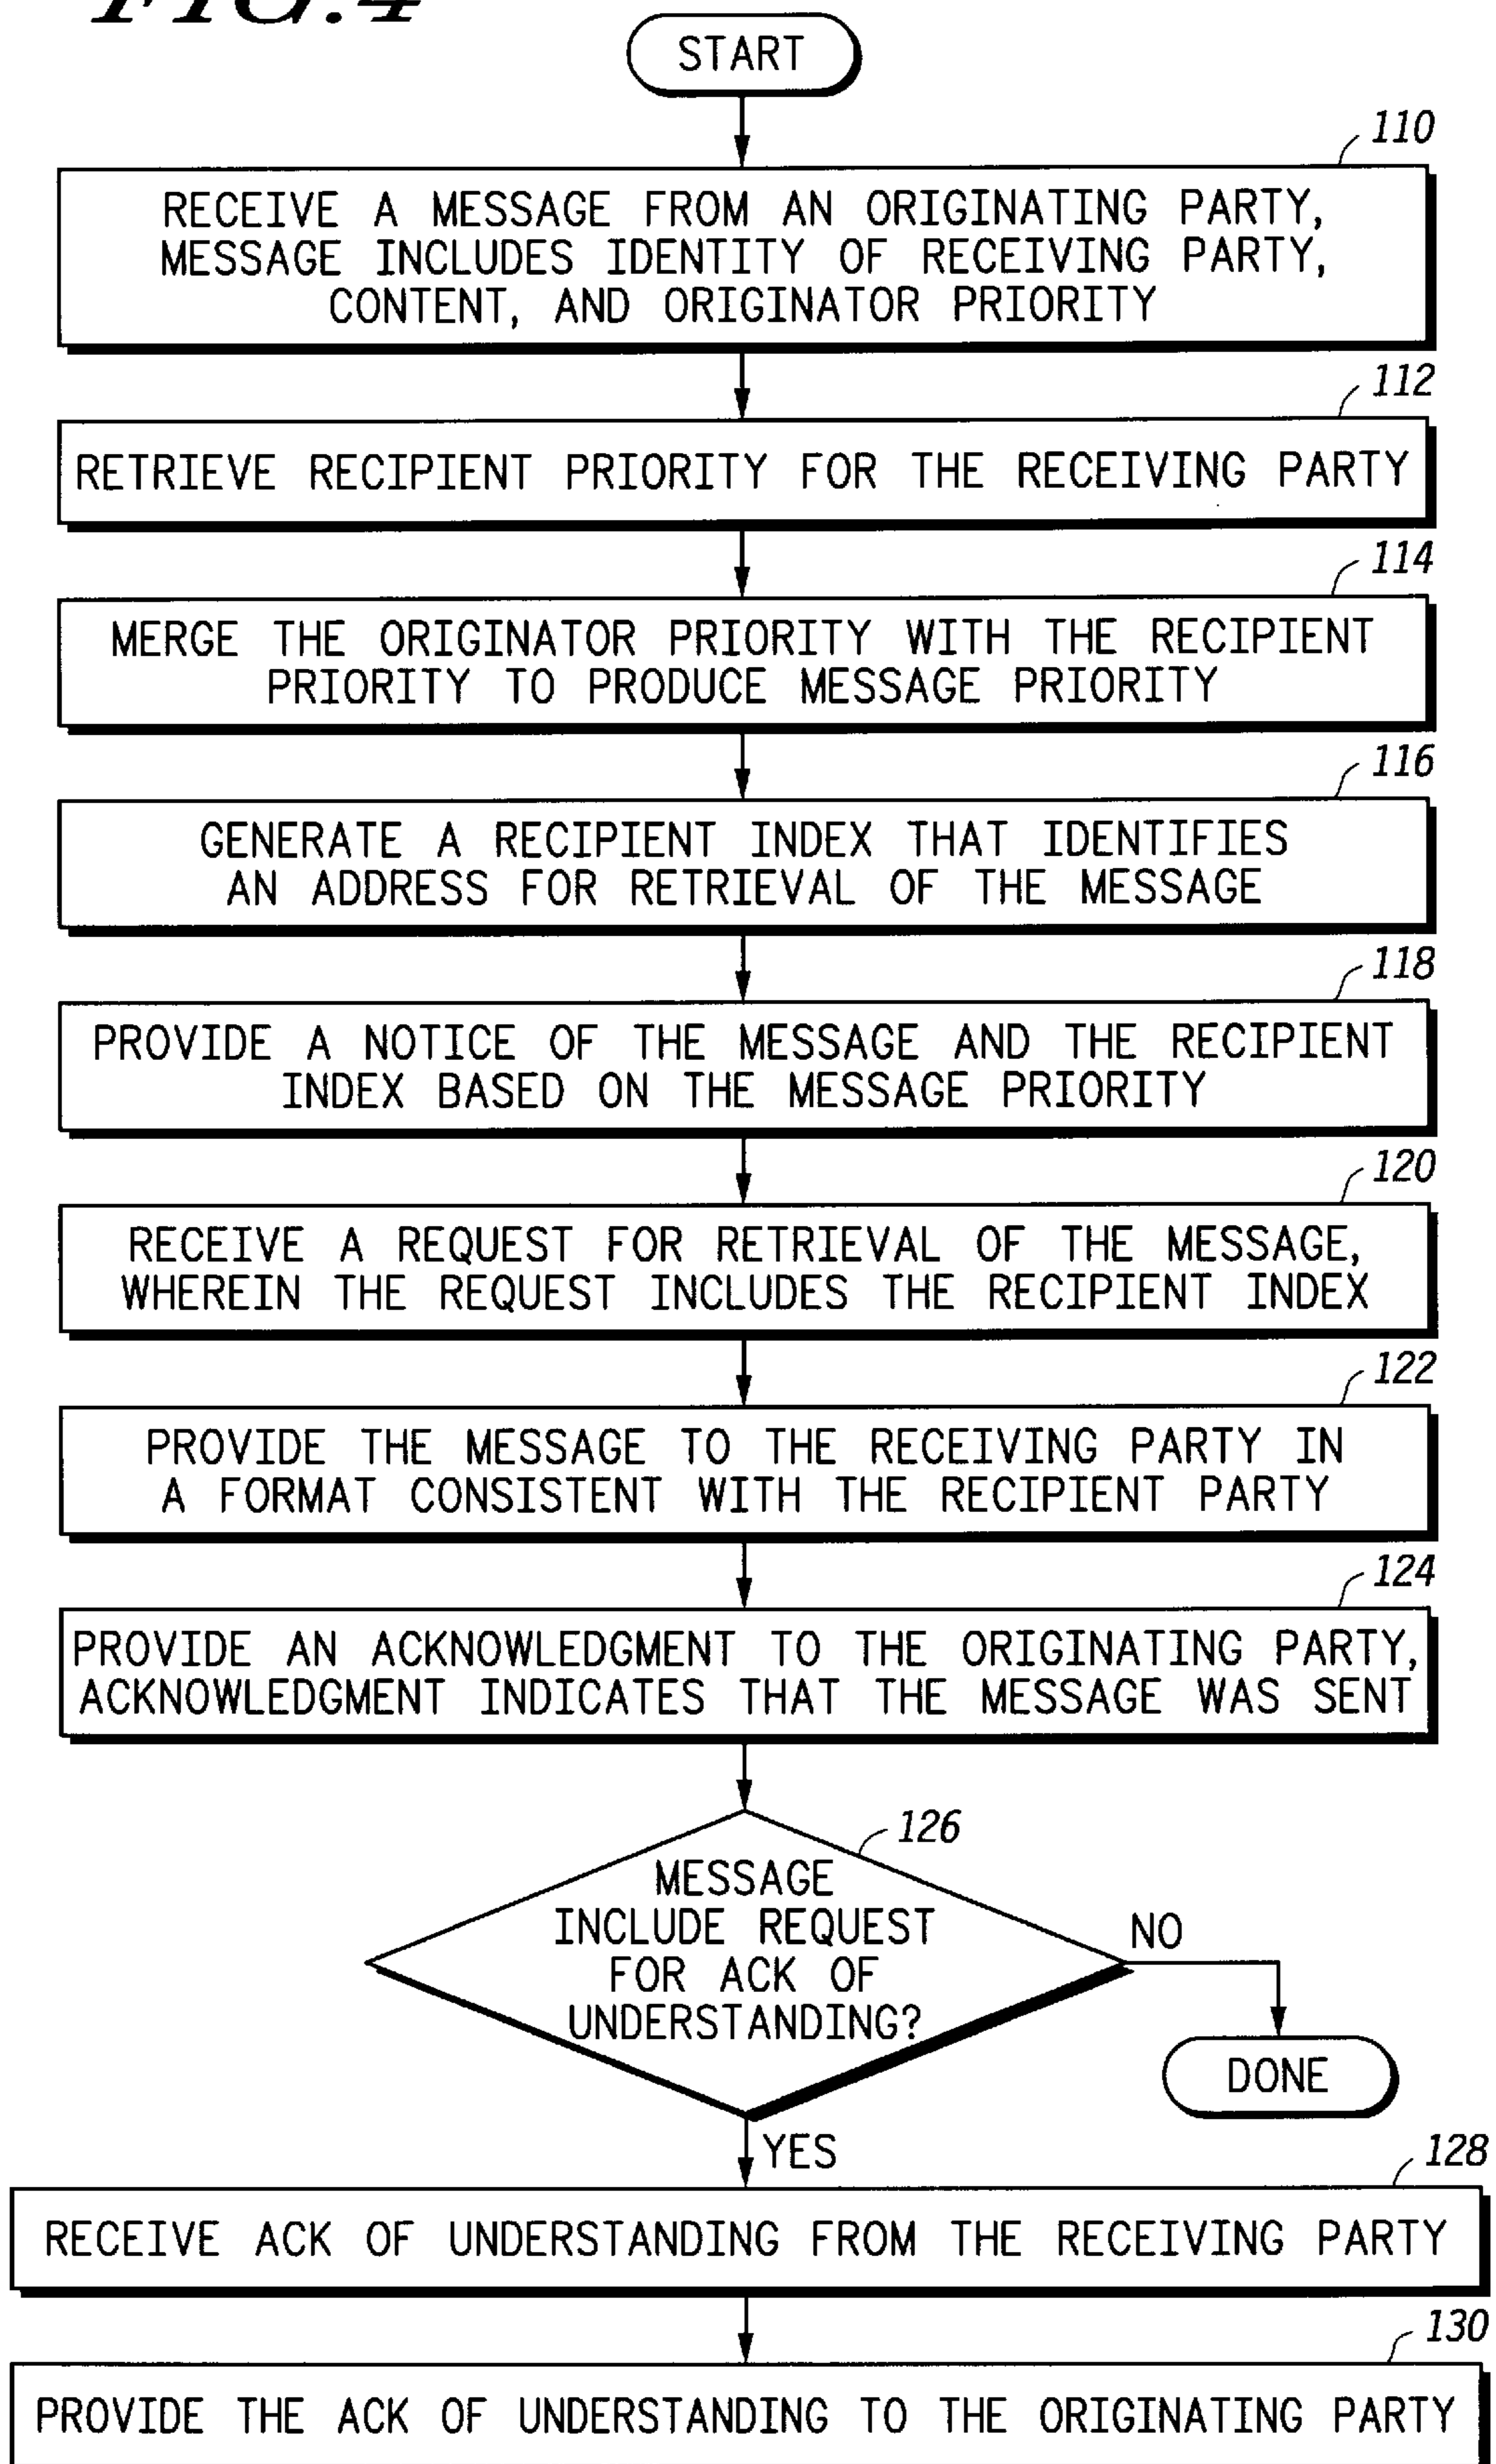 FIG.4
START
110
RECEIVE A MESSAGE FROM AN ORIGINATING PARTY,
MESSAGE INCLUDES IDENTITY OF RECEIVING PARTY,
CONTENT, AND ORIGINATOR PRIORITY
112
RETRIEVE RECIPIENT PRIORITY FOR THE RECEIVING PARTY
114
MERGE THE ORIGINATOR PRIORITY WITH THE RECIPIENT
PRIORITY TO PRODUCE MESSAGE PRIORITY
116
GENERATE A RECIPIENT INDEX THAT IDENTIFIES
AN ADDRESS FOR RETRIEVAL OF THE MESSAGE
118
PROVIDE A NOTICE OF THE MESSAGE AND THE RECIPIENT
INDEX BASED ON THE MESSAGE PRIORITY
120
RECEIVE A REQUEST FOR RETRIEVAL OF THE MESSAGE,
WHEREIN THE REQUEST INCLUDES THE RECIPIENT INDEX
122
PROVIDE THE MESSAGE TO THE RECEIVING PARTY IN
A FORMAT CONSISTENT WITH THE RECIPIENT PARTY
124
PROVIDE AN ACKNOWLEDGMENT TO THE ORIGINATING PARTY,
ACKNOWLEDGMENT INDICATES THAT THE MESSAGE WAS SENT
126
MESSAGE
INCLUDE REQUEST
FOR ACK OF
UNDERSTANDING?
NO
DONE
YES
128
RECEIVE ACK OF UNDERSTANDING FROM THE RECEIVING PARTY
130
PROVIDE THE ACK OF UNDERSTANDING TO THE ORIGINATING PARTY